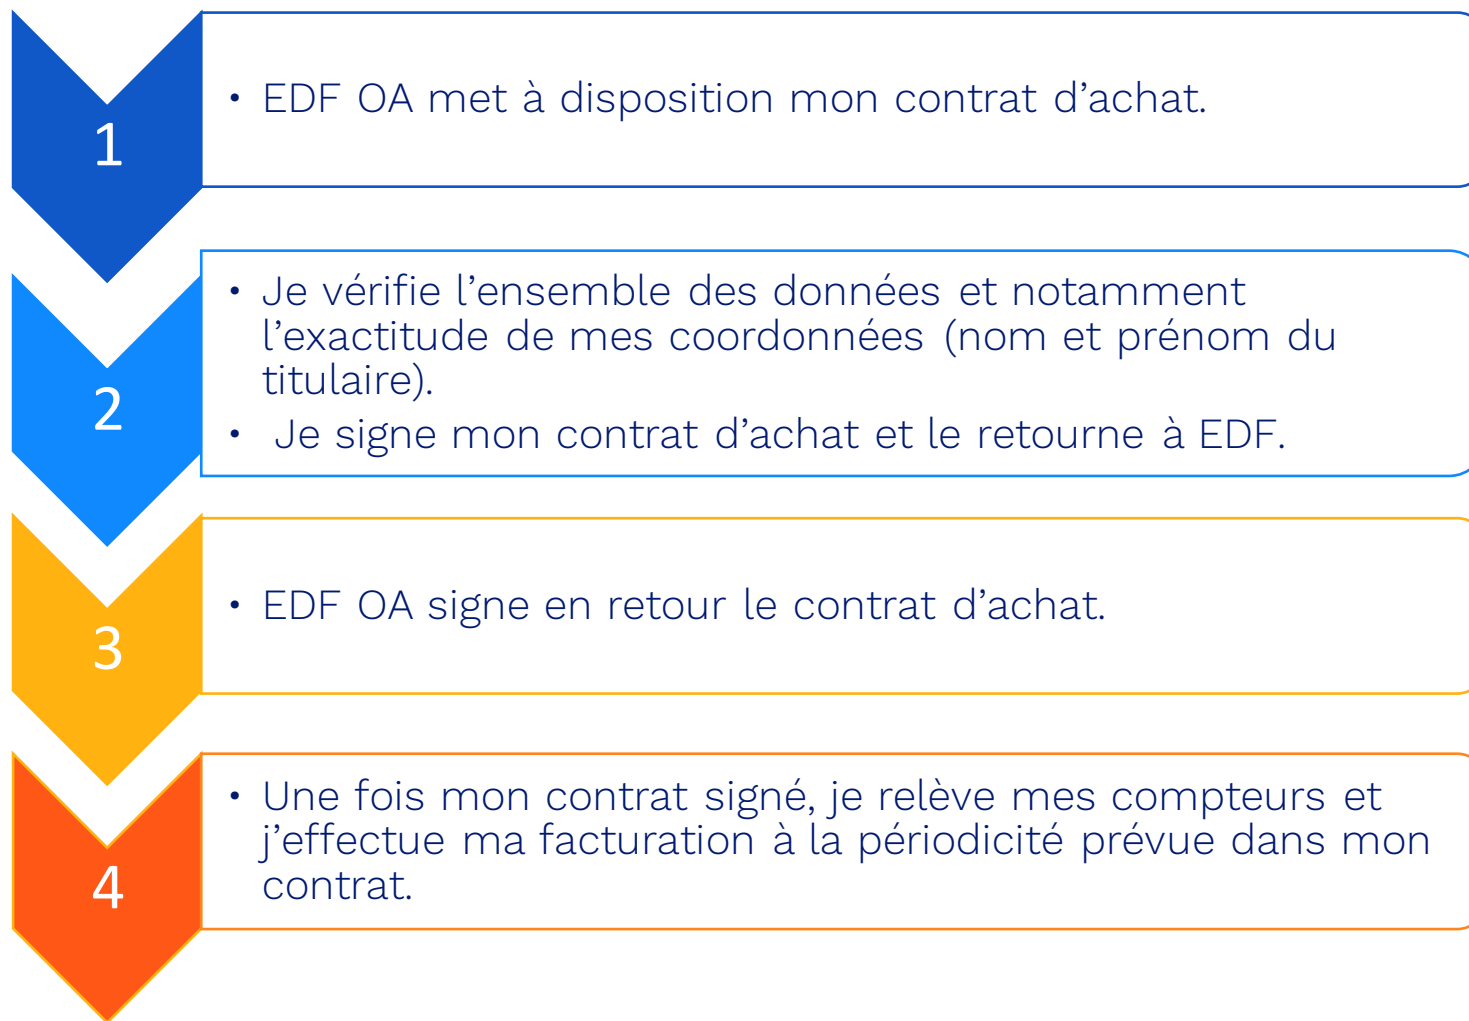 1
• EDF OA met à disposition mon contrat d’achat.
2
• Je vérifie l’ensemble des données et notamment
l’exactitude de mes coordonnées (nom et prénom du
titulaire).
• Je signe mon contrat d’achat et le retourne à EDF.
3
• EDF OA signe en retour le contrat d’achat.
4
• Une fois mon contrat signé, je relève mes compteurs et
j’effectue ma facturation à la périodicité prévue dans mon
contrat.